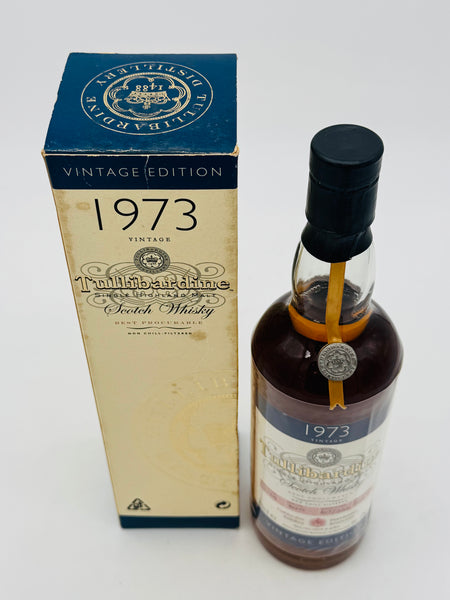 TULLIBARDINE
DISTILLERY
1488
VINTAGE EDITION
1973
VINTAGE
Tullibardine
SINGLE HIGHLAND MALT
Scotch Whisky
BEST PROCURABLE
NON CHILL-FILTERED
1973
VINTAGE
Tullibardine
Scotch Whisky
VINTAGE EDITION